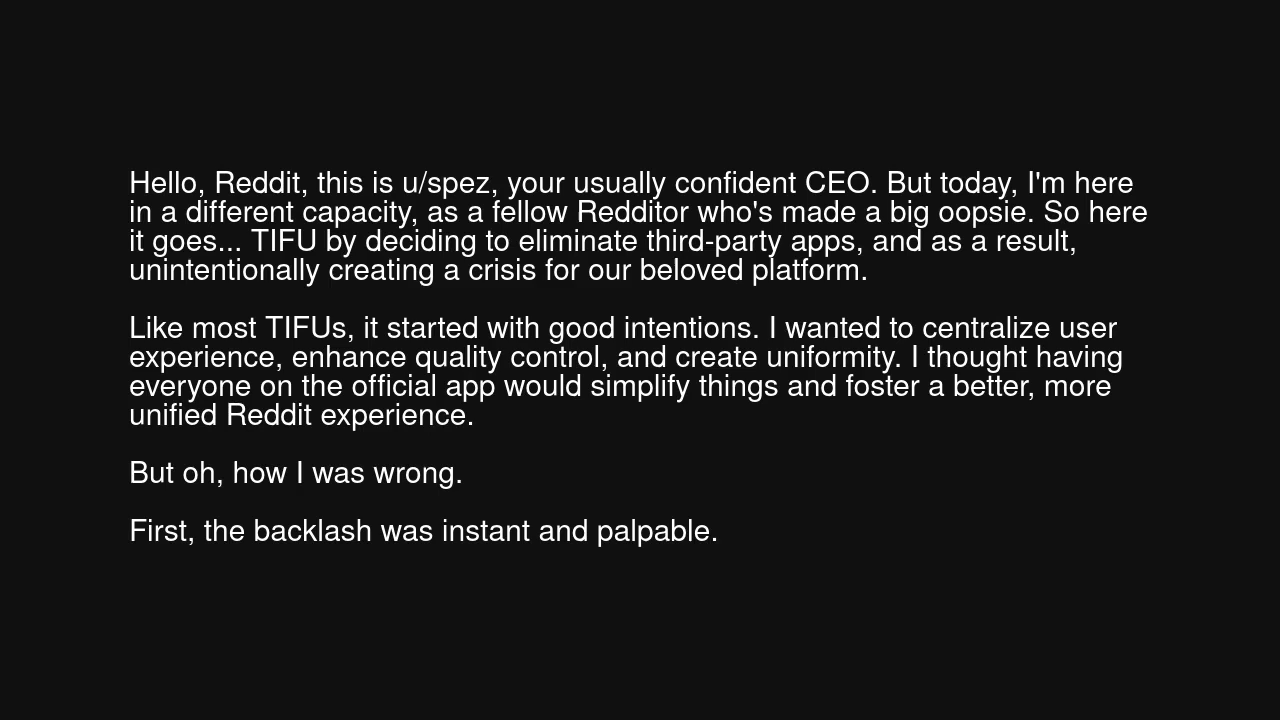 Hello, Reddit, this is u/spez, your usually confident CEO. But today, I'm here
in a different capacity, as a fellow Redditor who's made a big oopsie. So here
it goes... TIFU by deciding to eliminate third-party apps, and as a result,
unintentionally creating a crisis for our beloved platform.
Like most TIFUs, it started with good intentions. I wanted to centralize user
experience, enhance quality control, and create uniformity. I thought having
everyone on the official app would simplify things and foster a better, more
unified Reddit experience.
But oh, how I was wrong.
First, the backlash was instant and palpable.